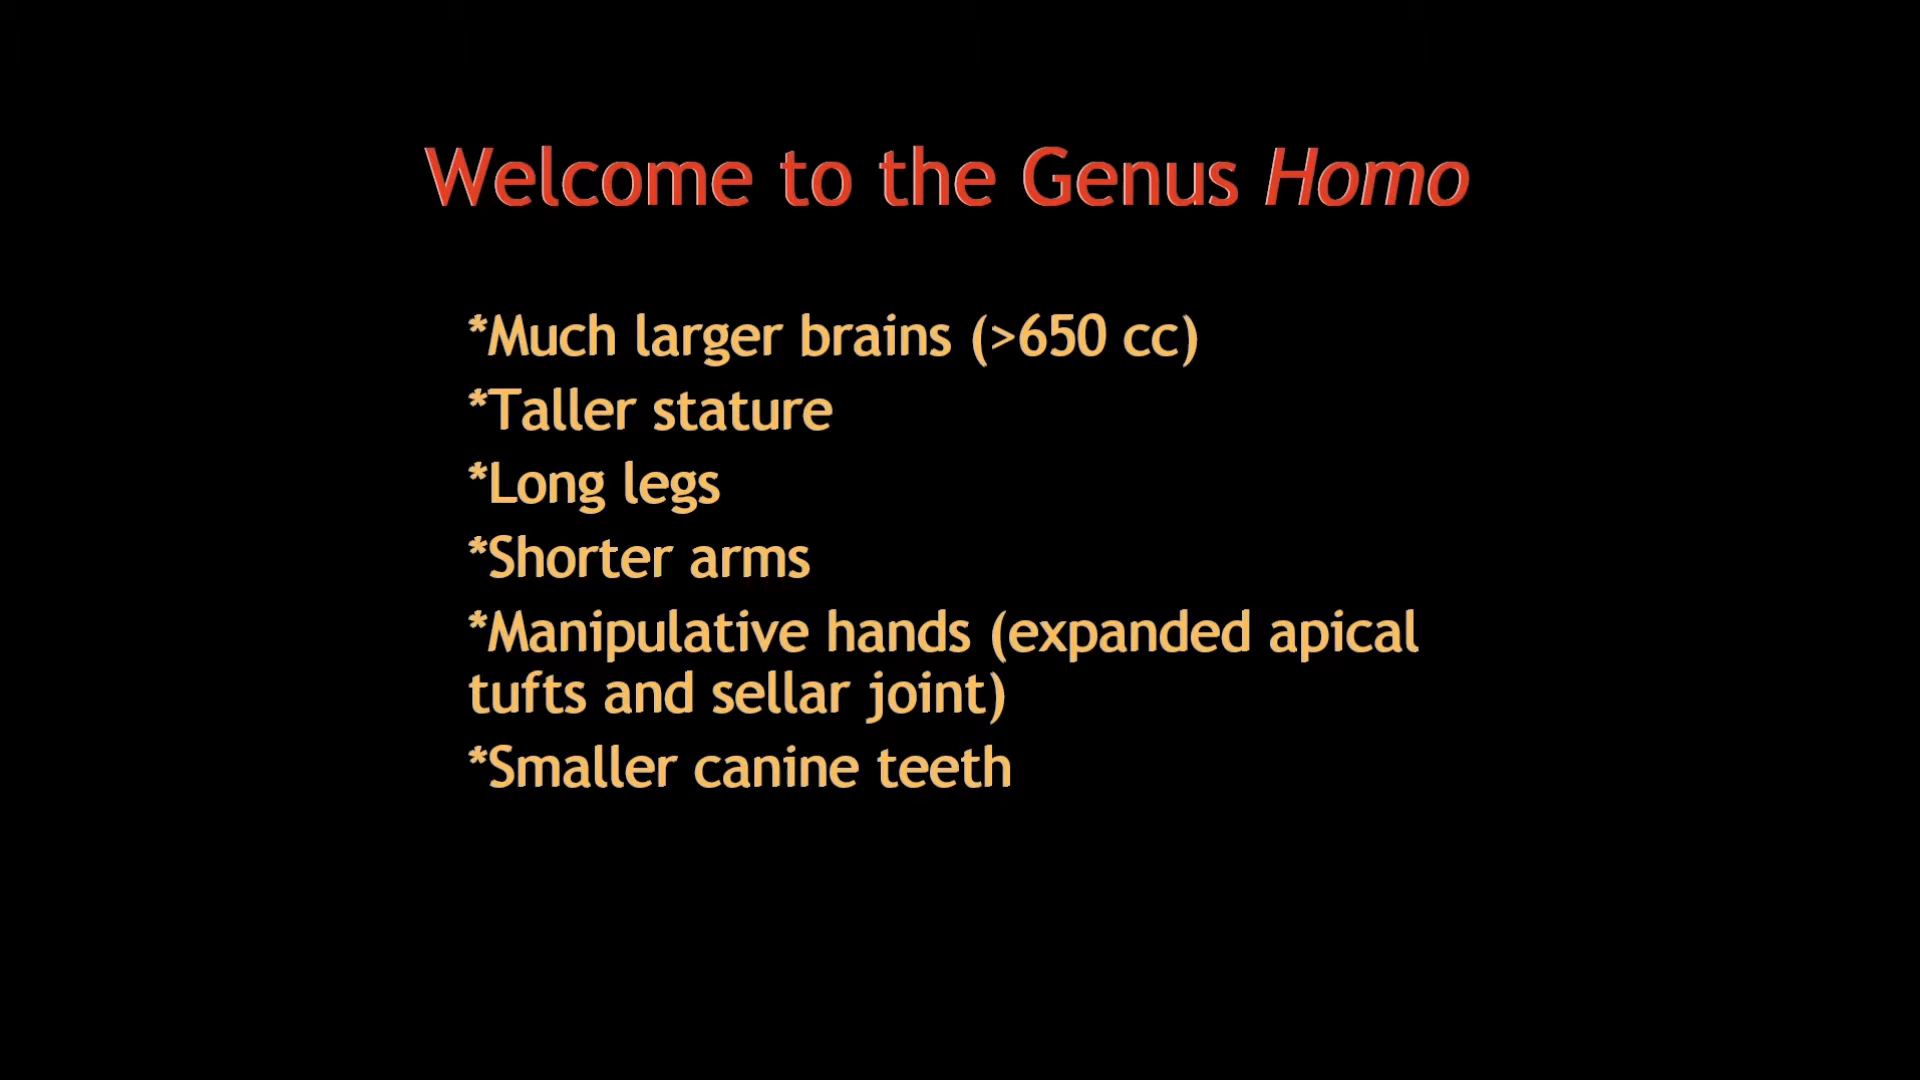 Welcome to the Genus Homo
*Much larger brains (>650 cc)
*Taller stature
*Long legs
*Shorter arms
*Manipulative hands (expanded apical
tufts and sellar joint)
*Smaller canine teeth